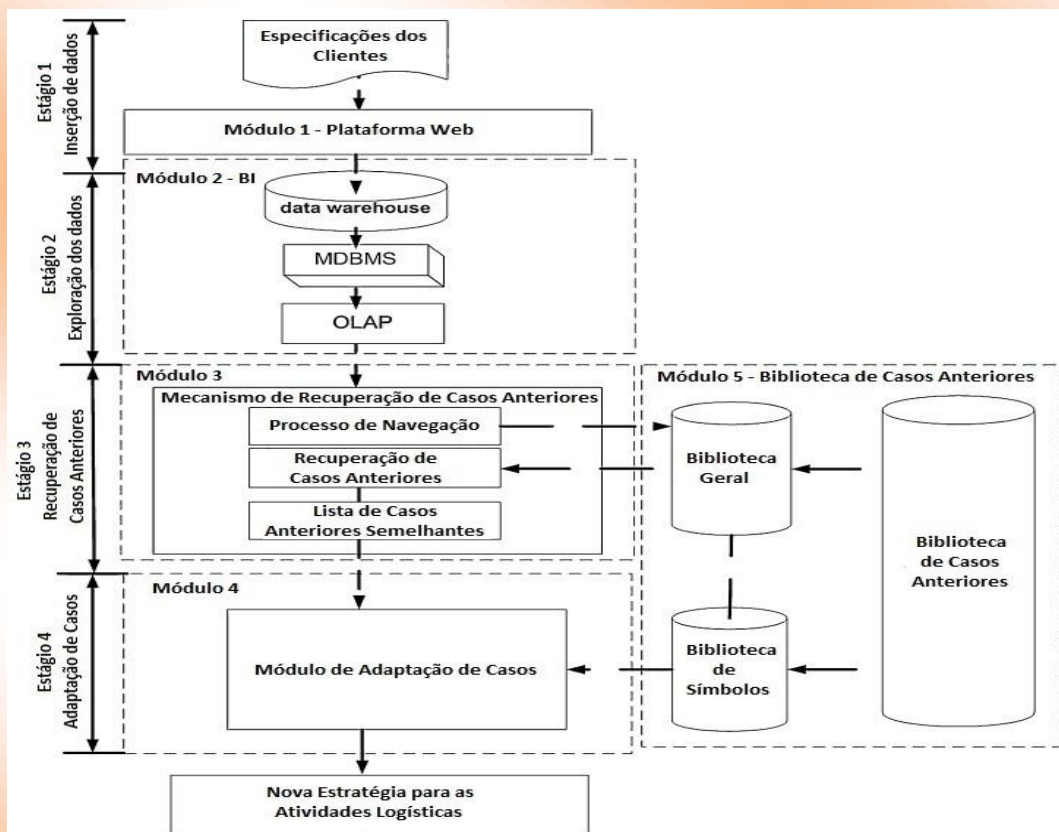 Especificações dos
Clientes
Estágio 1
Inserção de dados
Módulo 1 - Plataforma Web
Módulo 2 - BI
data warehouse
MDBMS
OLAP
Estágio 2
Exploração dos dados
Módulo 3
Mecanismo de Recuperação de Casos Anteriores
Processo de Navegação
Recuperação de
Casos Anteriores
Lista de Casos
Anteriores Semelhantes
Estágio 3
Recuperação de
Casos Anteriores
Módulo 5 - Biblioteca de Casos Anteriores
Biblioteca
Geral
Biblioteca
de Casos
Anteriores
Biblioteca
de
Símbolos
Módulo 4
Módulo de Adaptação de Casos
Estágio 4
Adaptação de Casos
Nova Estratégia para as
Atividades Logísticas